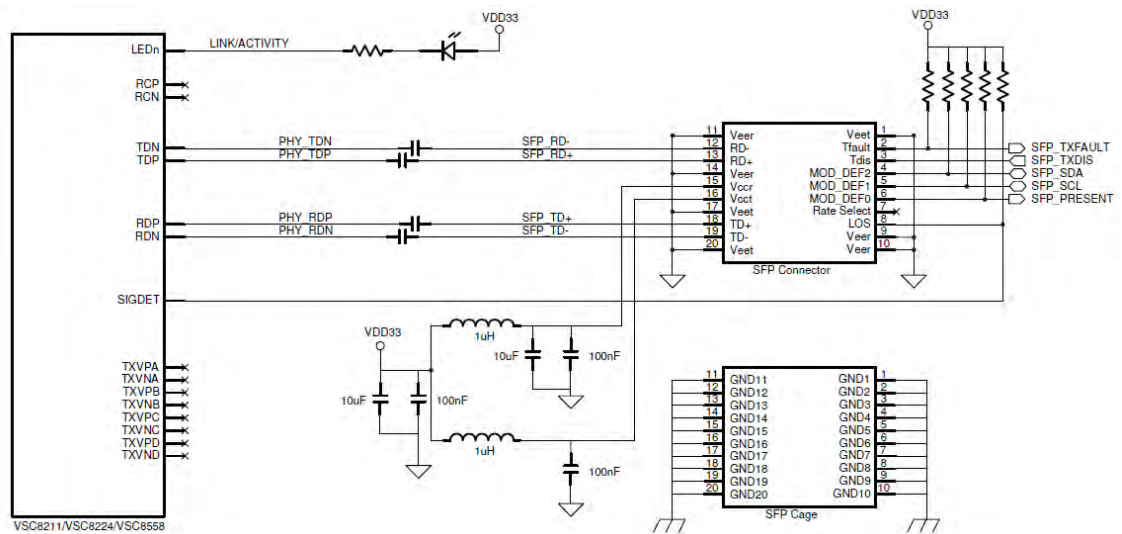 VDD33
LEDn
LINK/ACTIVITY
RCP
RCN
TDN
PHY_TDN
SFP_RD-
TDP
PHY_TDP
SFP_RD+
RDP
PHY_RDP
SFP_TD+
RDN
PHY_RDN
SFP_TD-
SIGDET
TXVPA
TXVNA
TXVPB
TXVNB
TXVPC
TXVNC
TXVPD
TXVND
VSC8211/VSC8224/VSC8558
VDD33
1uH
10uF
100nF
10uF
100nF
1uH
100nF
VDD33
11 Veer Veet 1
12 RD- Tfault 2 SFP_TXFAULT
13 RD+ Tdis 3 SFP_TXDIS
14 Veer MOD_DEF2 4 SFP_SDA
15 Vccr MOD_DEF1 5 SFP_SCL
16 Vcct MOD_DEF0 6 SFP_PRESENT
17 Veet Rate Select 7
18 TD+ LOS 8
19 TD- Veer 9
20 Veet Veer 10
SFP Connector
11 GND11 GND1 1
12 GND12 GND2 2
13 GND13 GND3 3
14 GND14 GND4 4
15 GND15 GND5 5
16 GND16 GND6 6
17 GND17 GND7 7
18 GND18 GND8 8
19 GND19 GND9 9
20 GND20 GND10 10
SFP Cage